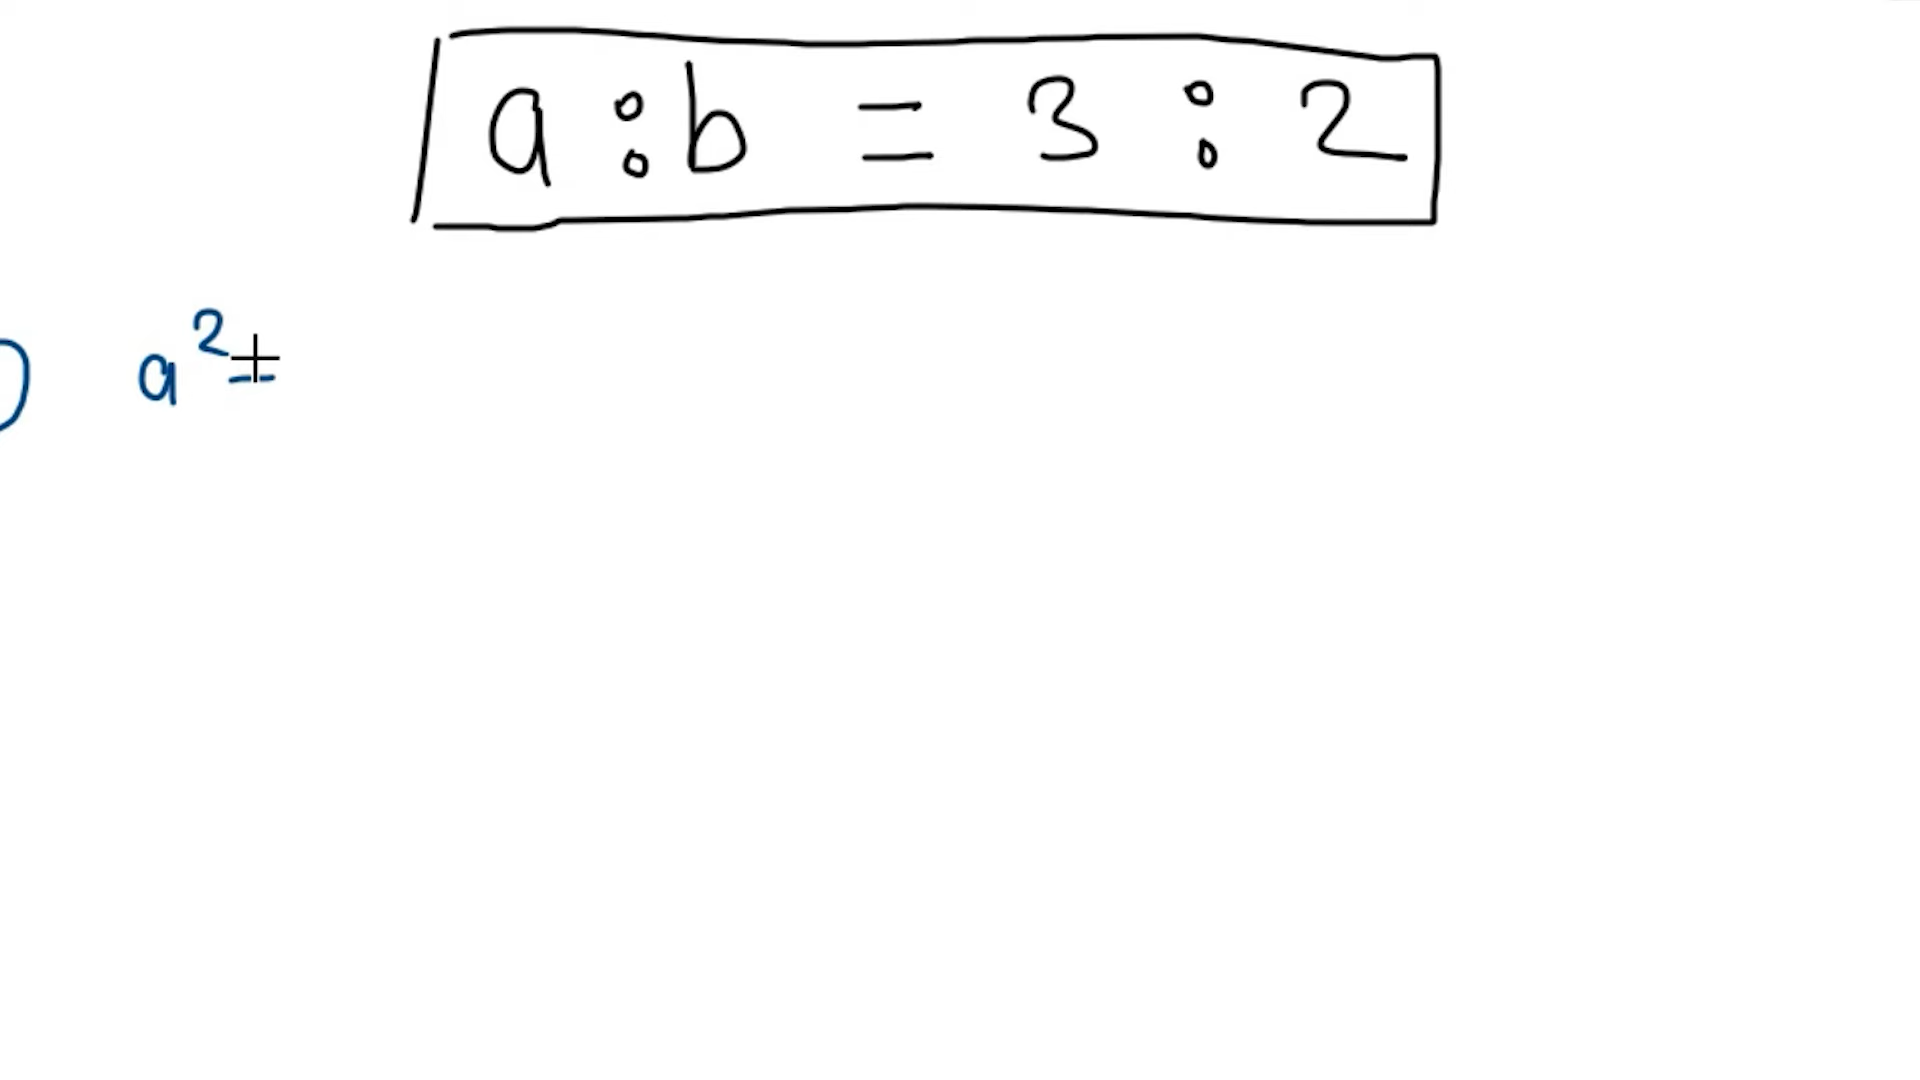 a : b = 3 : 2
) a² =